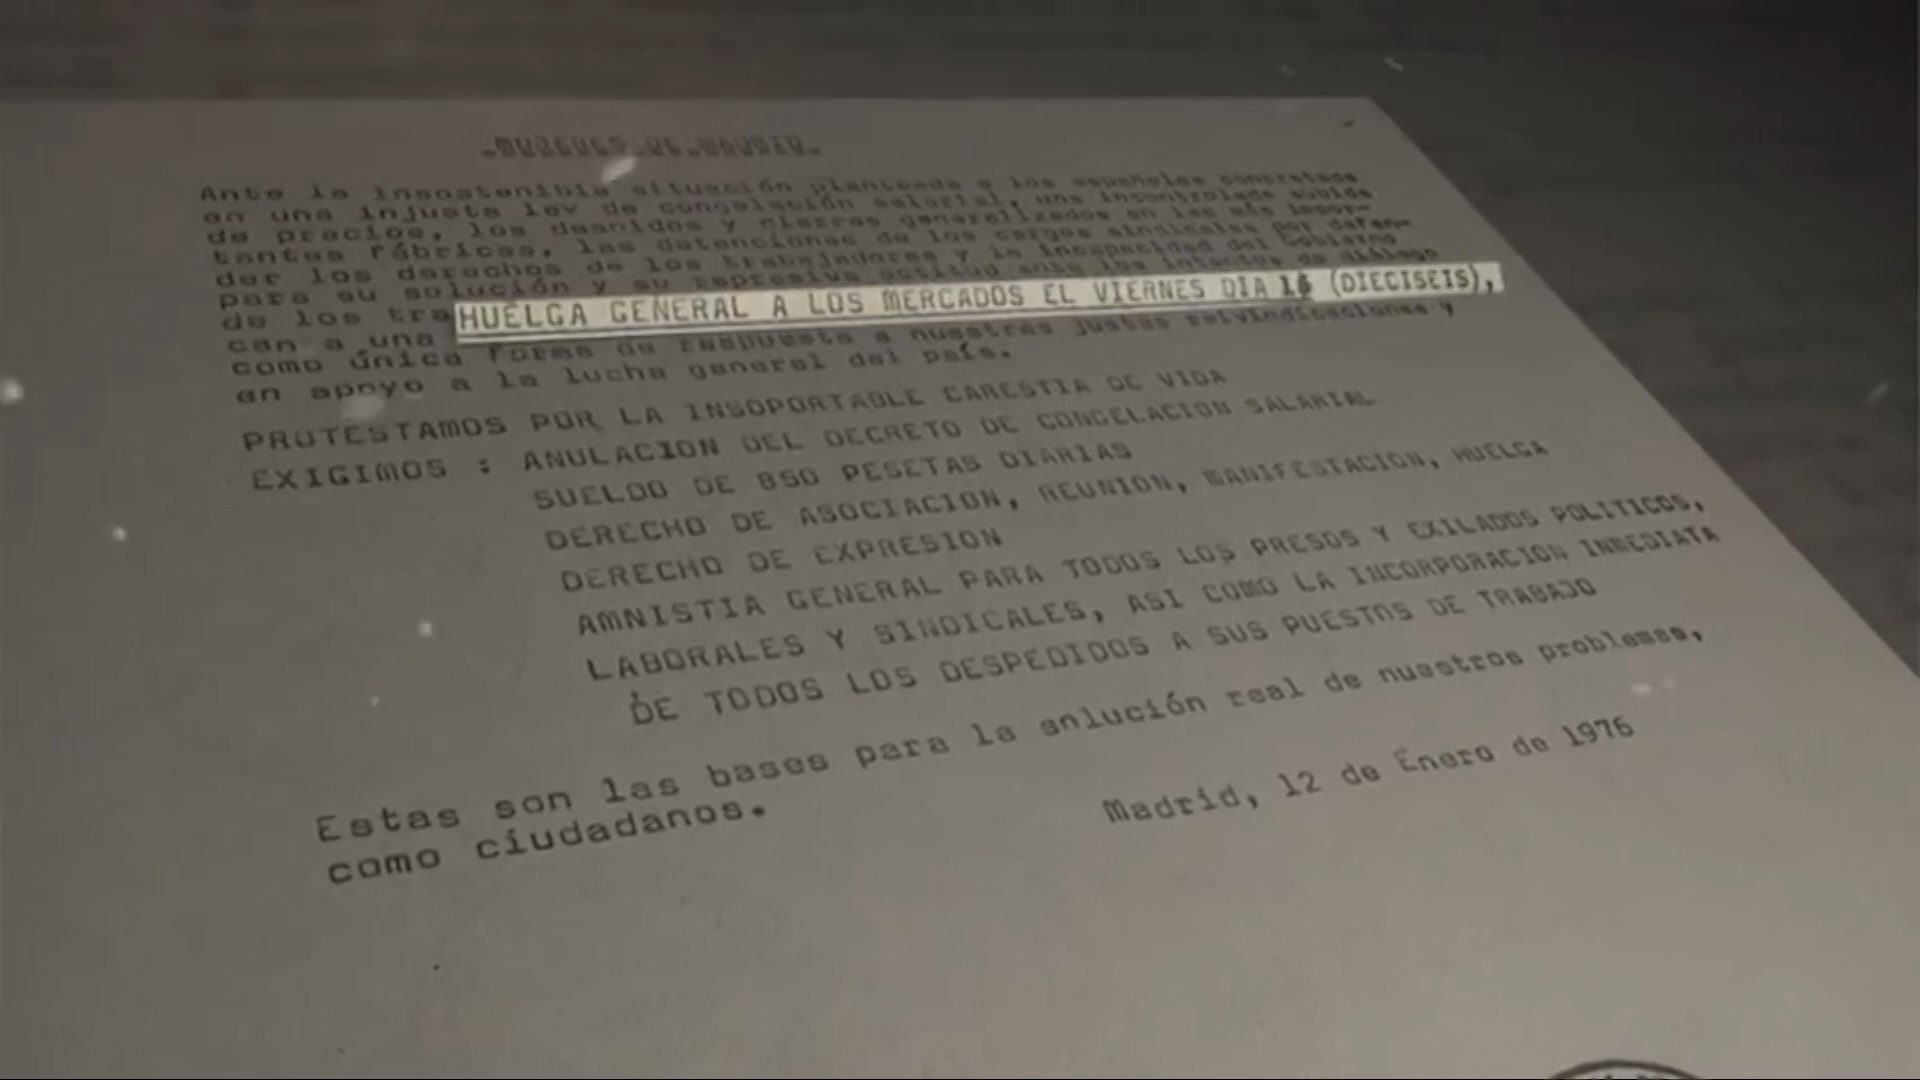 Ante la insostenible situación planteada a los españoles concretada
en una injusta ley de congelación salarial, una incontrolada subida
de precios, los despidos y cierres generalizados en las más impor-
tantes fábricas, las detenciones de los cargos sindicales por defen-
der los derechos de los trabajadores y la incapacidad del Gobierno
para su solución y su represiva actitud ante los intentos de diálogo
de los tra
can a una HUELGA GENERAL A LOS MERCADOS EL VIERNES DIA 16 (DIECISEIS),
como única forma de respuesta a nuestras justas reivindicaciones y
en apoyo a la lucha general del país.
PROTESTAMOS POR LA INSOPORTABLE CARESTIA DE VIDA
EXIGIMOS : ANULACION DEL DECRETO DE CONGELACION SALARIAL
SUELDO DE 850 PESETAS DIARIAS
DERECHO DE ASOCIACION, REUNION, MANIFESTACION, HUELGA
DERECHO DE EXPRESION
AMNISTIA GENERAL PARA TODOS LOS PRESOS Y EXILADOS POLITICOS,
LABORALES Y SINDICALES, ASI COMO LA INCORPORACION INMEDIATA
DE TODOS LOS DESPEDIDOS A SUS PUESTOS DE TRABAJO
Estas son las bases para la solución real de nuestros problemas,
como ciudadanos.
Madrid, 12 de Enero de 1976